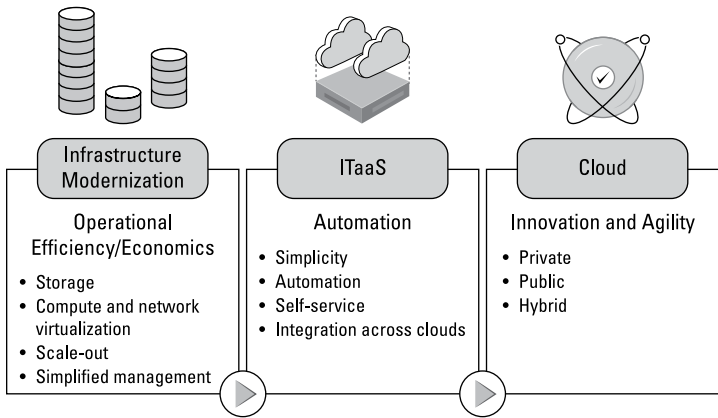 Infrastructure
Modernization
Operational
Efficiency/Economics
• Storage
• Compute and network
virtualization
• Scale-out
• Simplified management
ITaaS
Automation
• Simplicity
• Automation
• Self-service
• Integration across clouds
Cloud
Innovation and Agility
• Private
• Public
• Hybrid